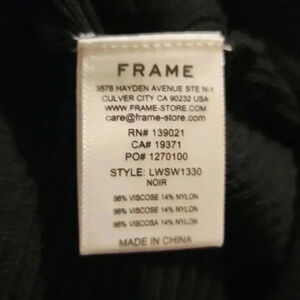 FRAME
3578 HAYDEN AVENUE STE N-1
CULVER CITY CA 90232 USA
WWW.FRAME-STORE.COM
care@frame-store.com
RN# 139021
CA# 19371
PO# 1270100
STYLE: LWSW1330
NOIR
86% VISCOSE 14% NYLON
86% VISCOSE 14% NYLON
86% VISCOSE 14% NYLON
MADE IN CHINA